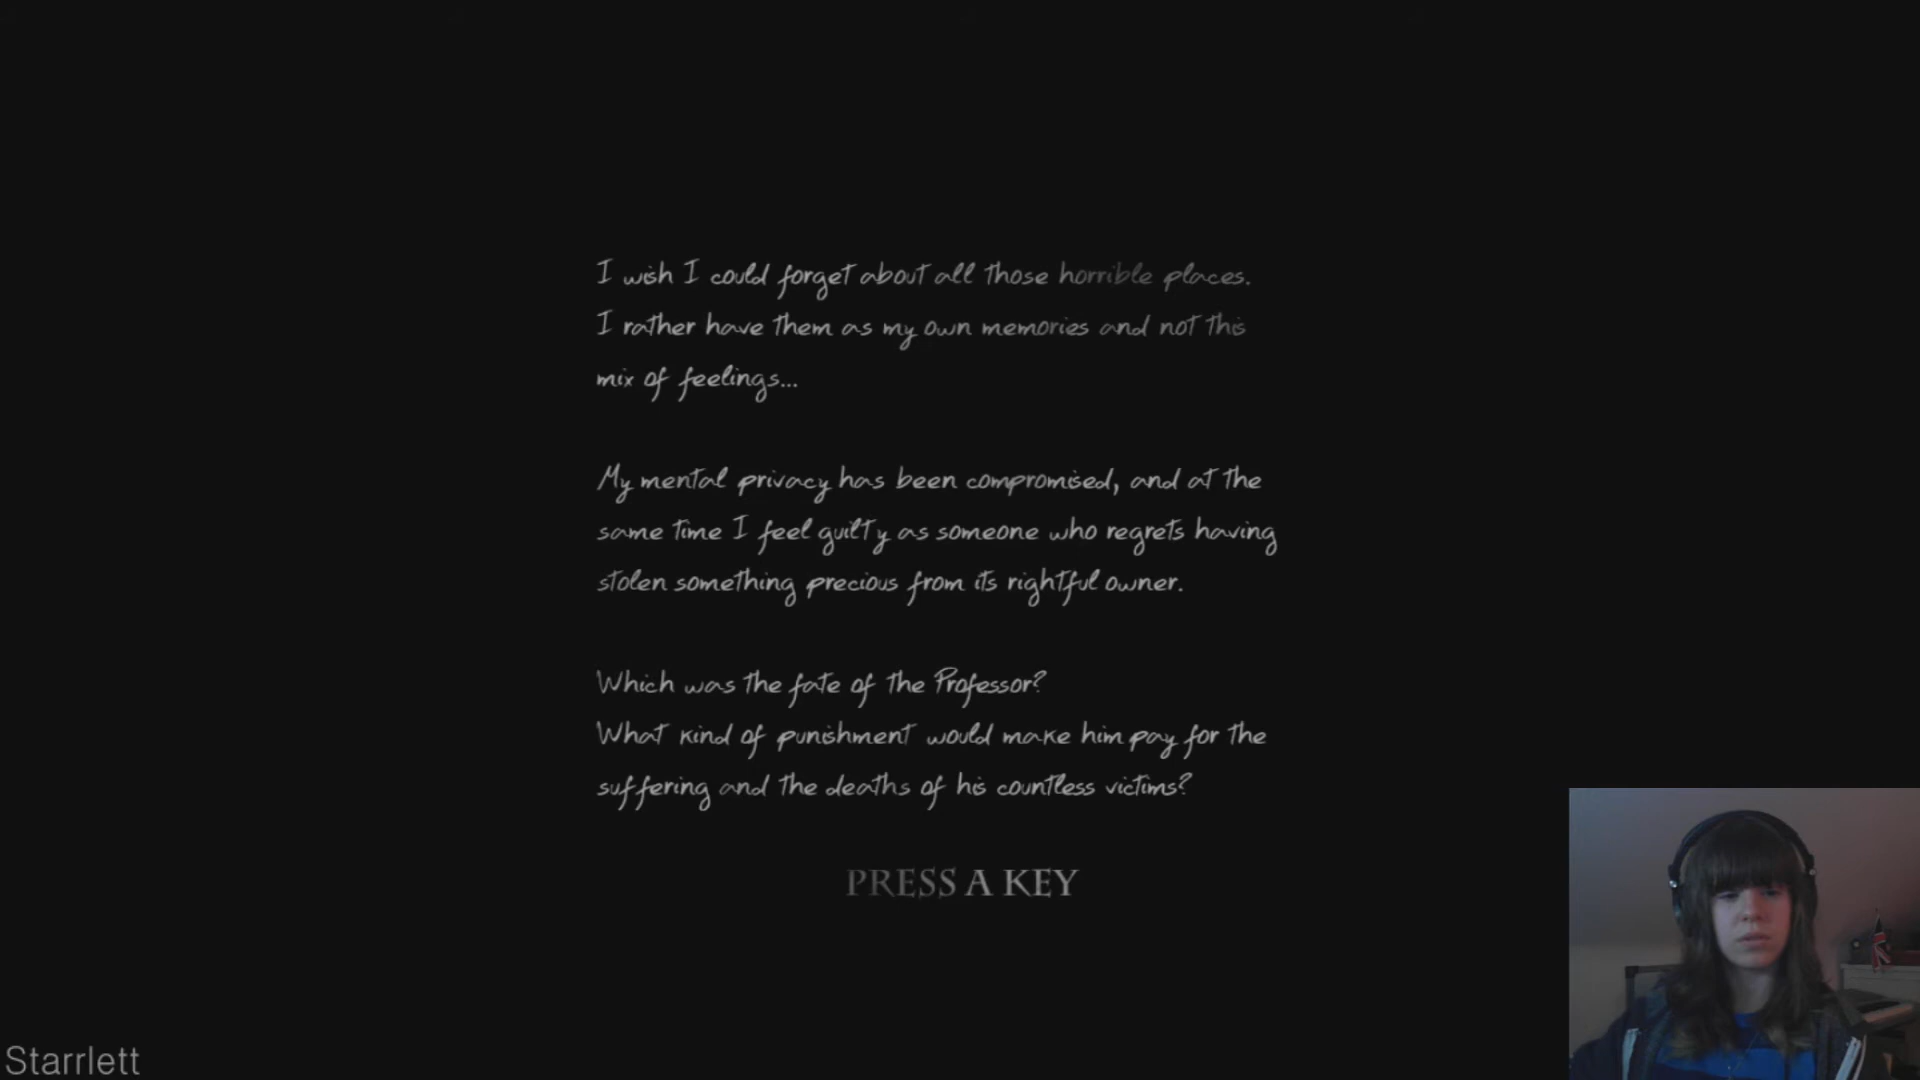 I wish I could forget about all those horrible places.
I rather have them as my own memories and not this
mix of feelings...
My mental privacy has been compromised, and at the
same time I feel guilty as someone who regrets having
stolen something precious from its rightful owner.
Which was the fate of the Professor?
What kind of punishment would make him pay for the
suffering and the deaths of his countless victims?
PRESS A KEY
Starrlett